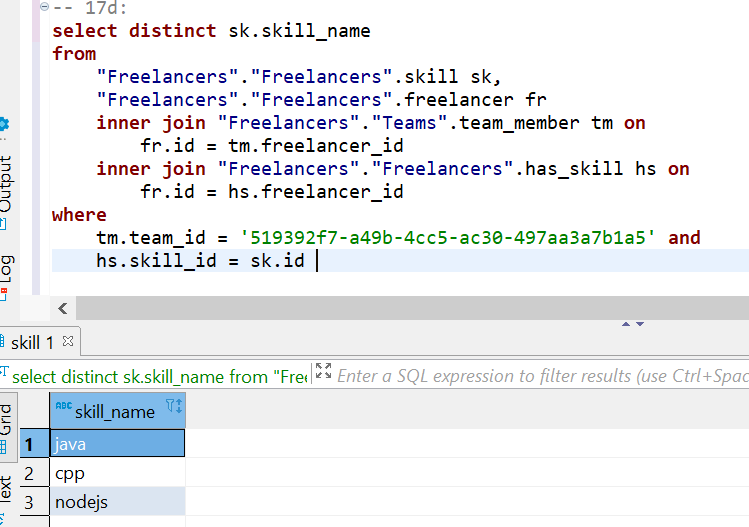 -- 17d:
select distinct sk.skill_name
from
"Freelancers"."Freelancers".skill sk,
"Freelancers"."Freelancers".freelancer fr
inner join "Freelancers"."Teams".team_member tm on
fr.id = tm.freelancer_id
inner join "Freelancers"."Freelancers".has_skill hs on
fr.id = hs.freelancer_id
where
tm.team_id = '519392f7-a49b-4cc5-ac30-497aa3a7b1a5' and
hs.skill_id = sk.id
Output
Log
skill 1
select distinct sk.skill_name from "Free
Enter a SQL expression to filter results (use Ctrl+Spac
Grid
Text
ABC skill_name
1 java
2 cpp
3 nodejs